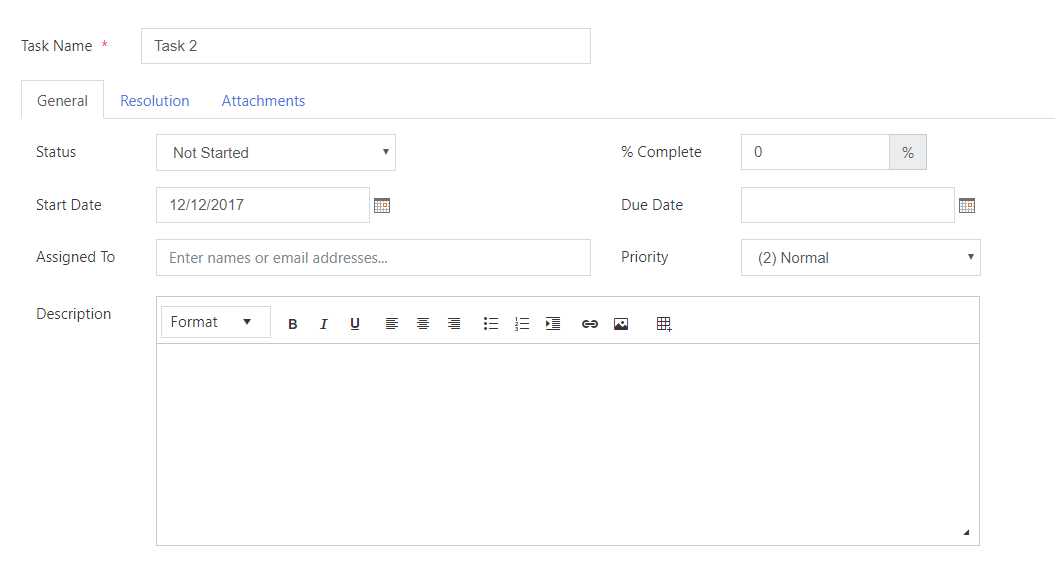 Task Name * Task 2
General Resolution Attachments
Status Not Started % Complete 0 %
Start Date 12/12/2017 Due Date
Assigned To Enter names or email addresses... Priority (2) Normal
Description Format B I U